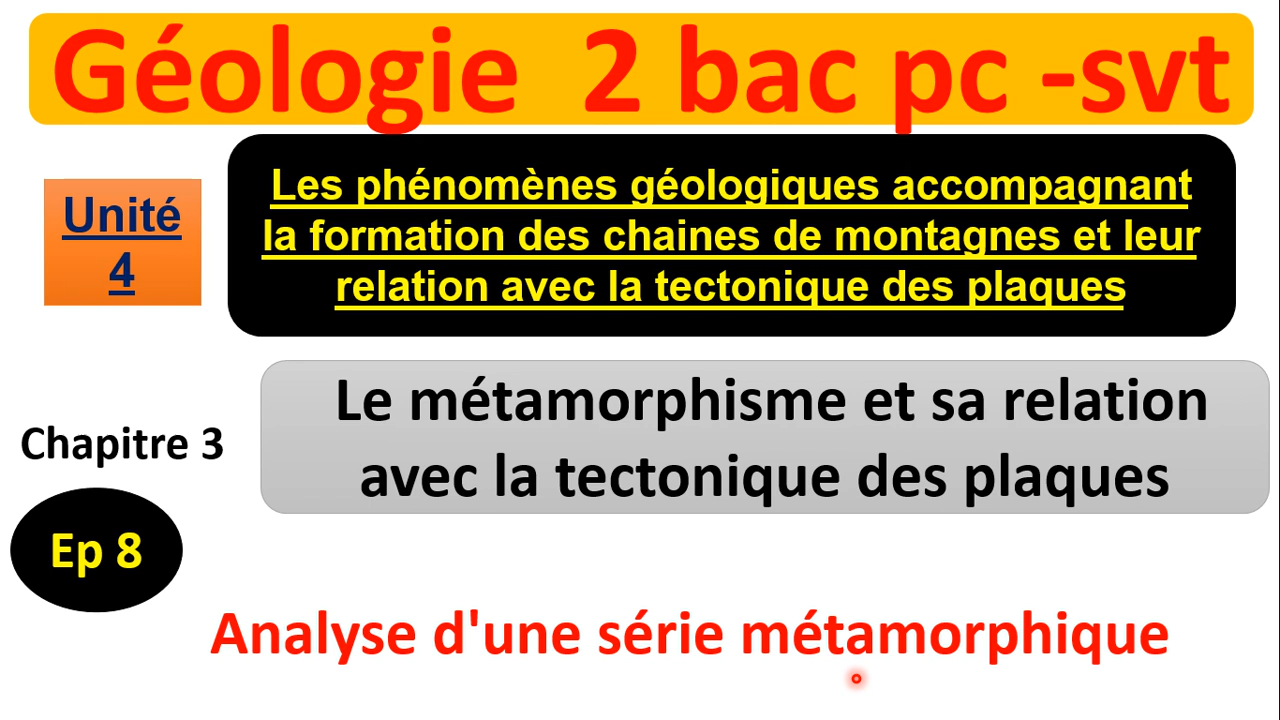 Géologie 2 bac pc -svt
Unité
4
Les phénomènes géologiques accompagnant
la formation des chaines de montagnes et leur
relation avec la tectonique des plaques
Chapitre 3
Le métamorphisme et sa relation
avec la tectonique des plaques
Ep 8
Analyse d'une série métamorphique